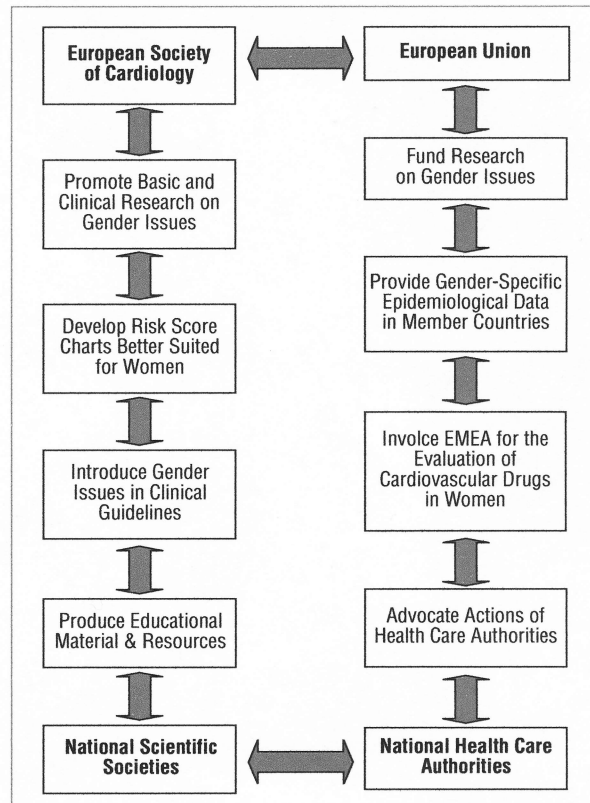 European Society
of Cardiology
European Union
Promote Basic and
Clinical Research on
Gender Issues
Fund Research
on Gender Issues
Develop Risk Score
Charts Better Suited
for Women
Provide Gender-Specific
Epidemiological Data
in Member Countries
Introduce Gender
Issues in Clinical
Guidelines
Involce EMEA for the
Evaluation of
Cardiovascular Drugs
in Women
Produce Educational
Material & Resources
Advocate Actions of
Health Care Authorities
National Scientific
Societies
National Health Care
Authorities